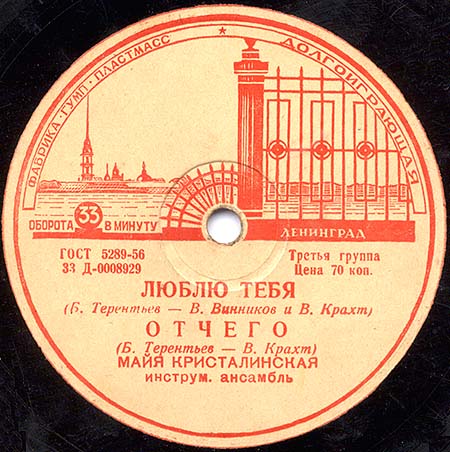 ФАБРИКА · ГУМП · ПЛАСТМАСС ★ ДОЛГОИГРАЮЩАЯ
33
ОБОРОТА В МИНУТУ
ЛЕНИНГРАД
ГОСТ 5289-56
33 Д-0008929
Третья группа
Цена 70 коп.
ЛЮБЛЮ ТЕБЯ
(Б. Терентьев — В. Винников и В. Крахт)
ОТЧЕГО
(Б. Терентьев — В. Крахт)
МАЙЯ КРИСТАЛИНСКАЯ
инструм. ансамбль